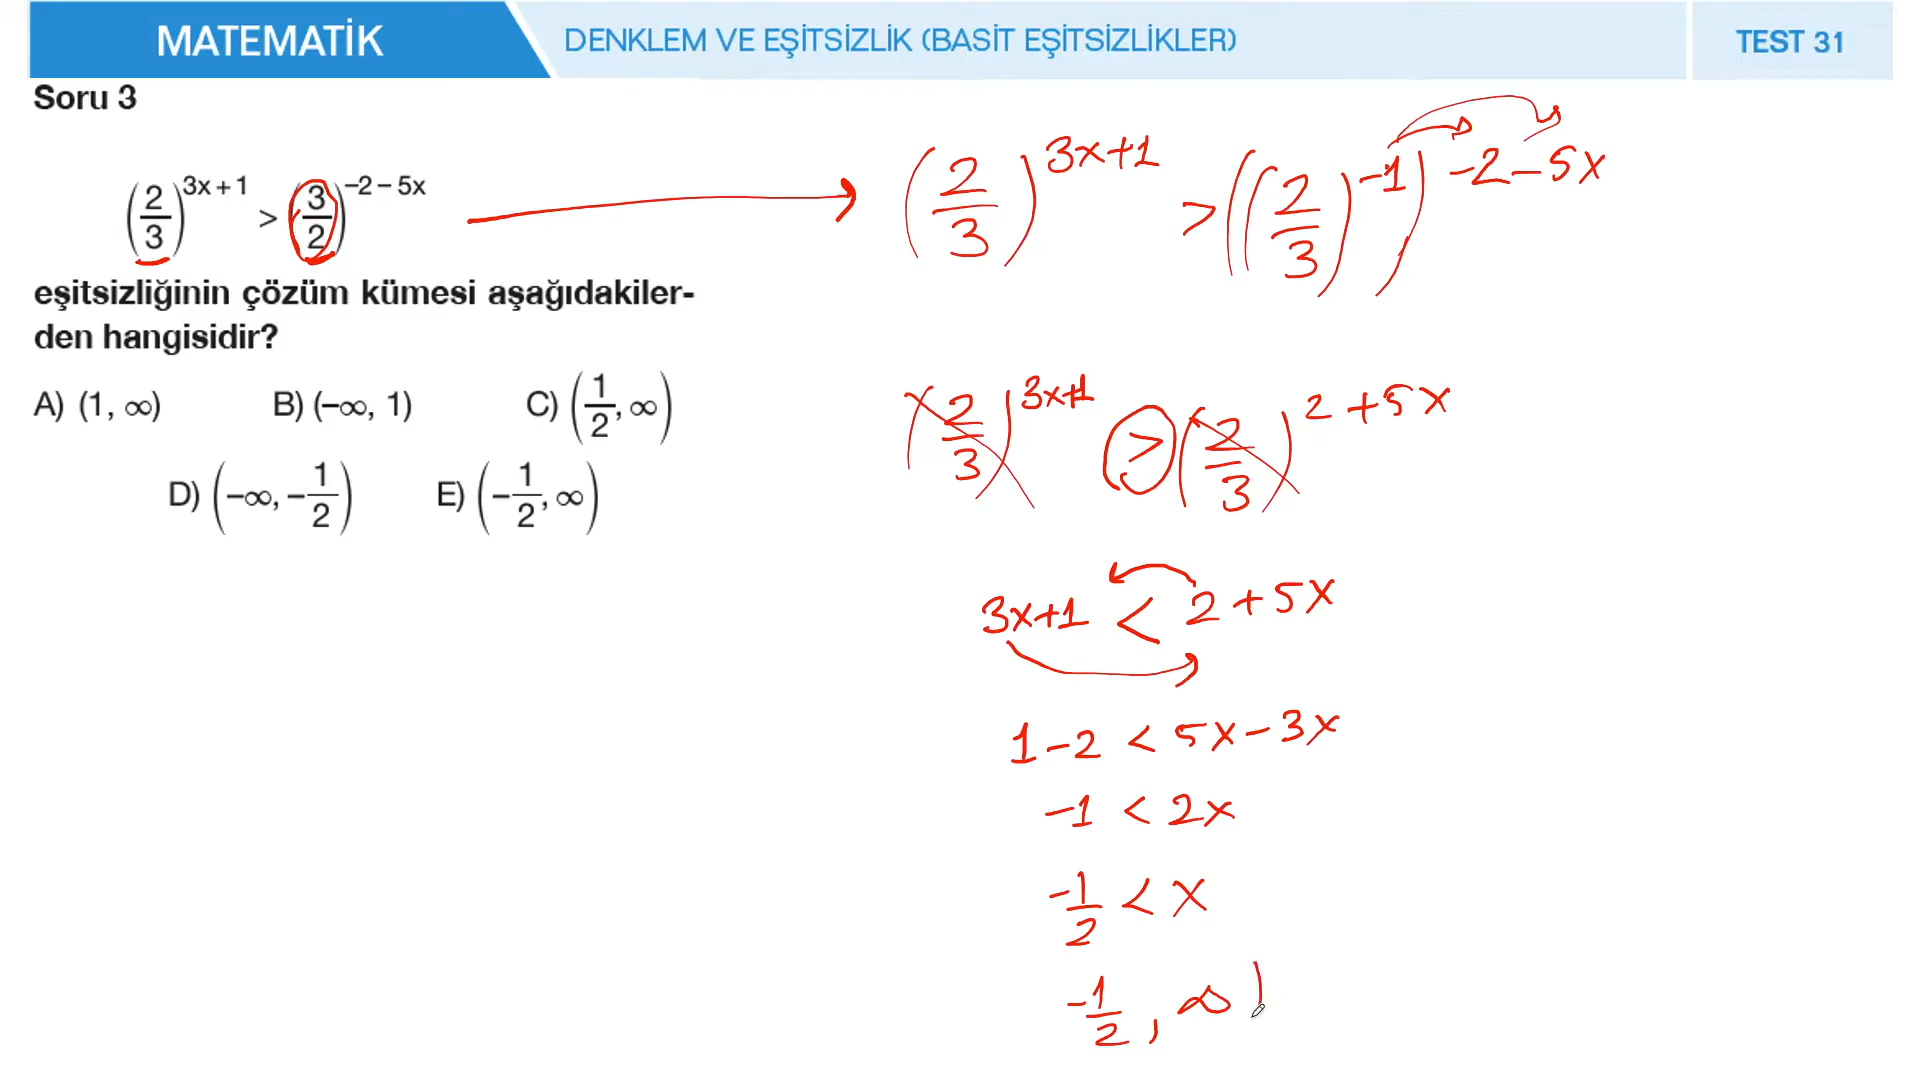 MATEMATİK
DENKLEM VE EŞİTSİZLİK (BASİT EŞİTSİZLİKLER)
TEST 31
Soru 3
(2/3)^(3x + 1) > (3/2)^(–2 – 5x)
eşitsizliğinin çözüm kümesi aşağıdakiler-
den hangisidir?
A) (1, ∞) B) (–∞, 1) C) (1/2, ∞)
D) (–∞, –1/2) E) (–1/2, ∞)
(2/3)^(3x+1) > ((2/3)^(-1))^(-2-5x)
(2/3)^(3x+1) > (2/3)^(2+5x)
3x+1 < 2+5x
1-2 < 5x-3x
-1 < 2x
-1/2 < x
-1/2, ∞)